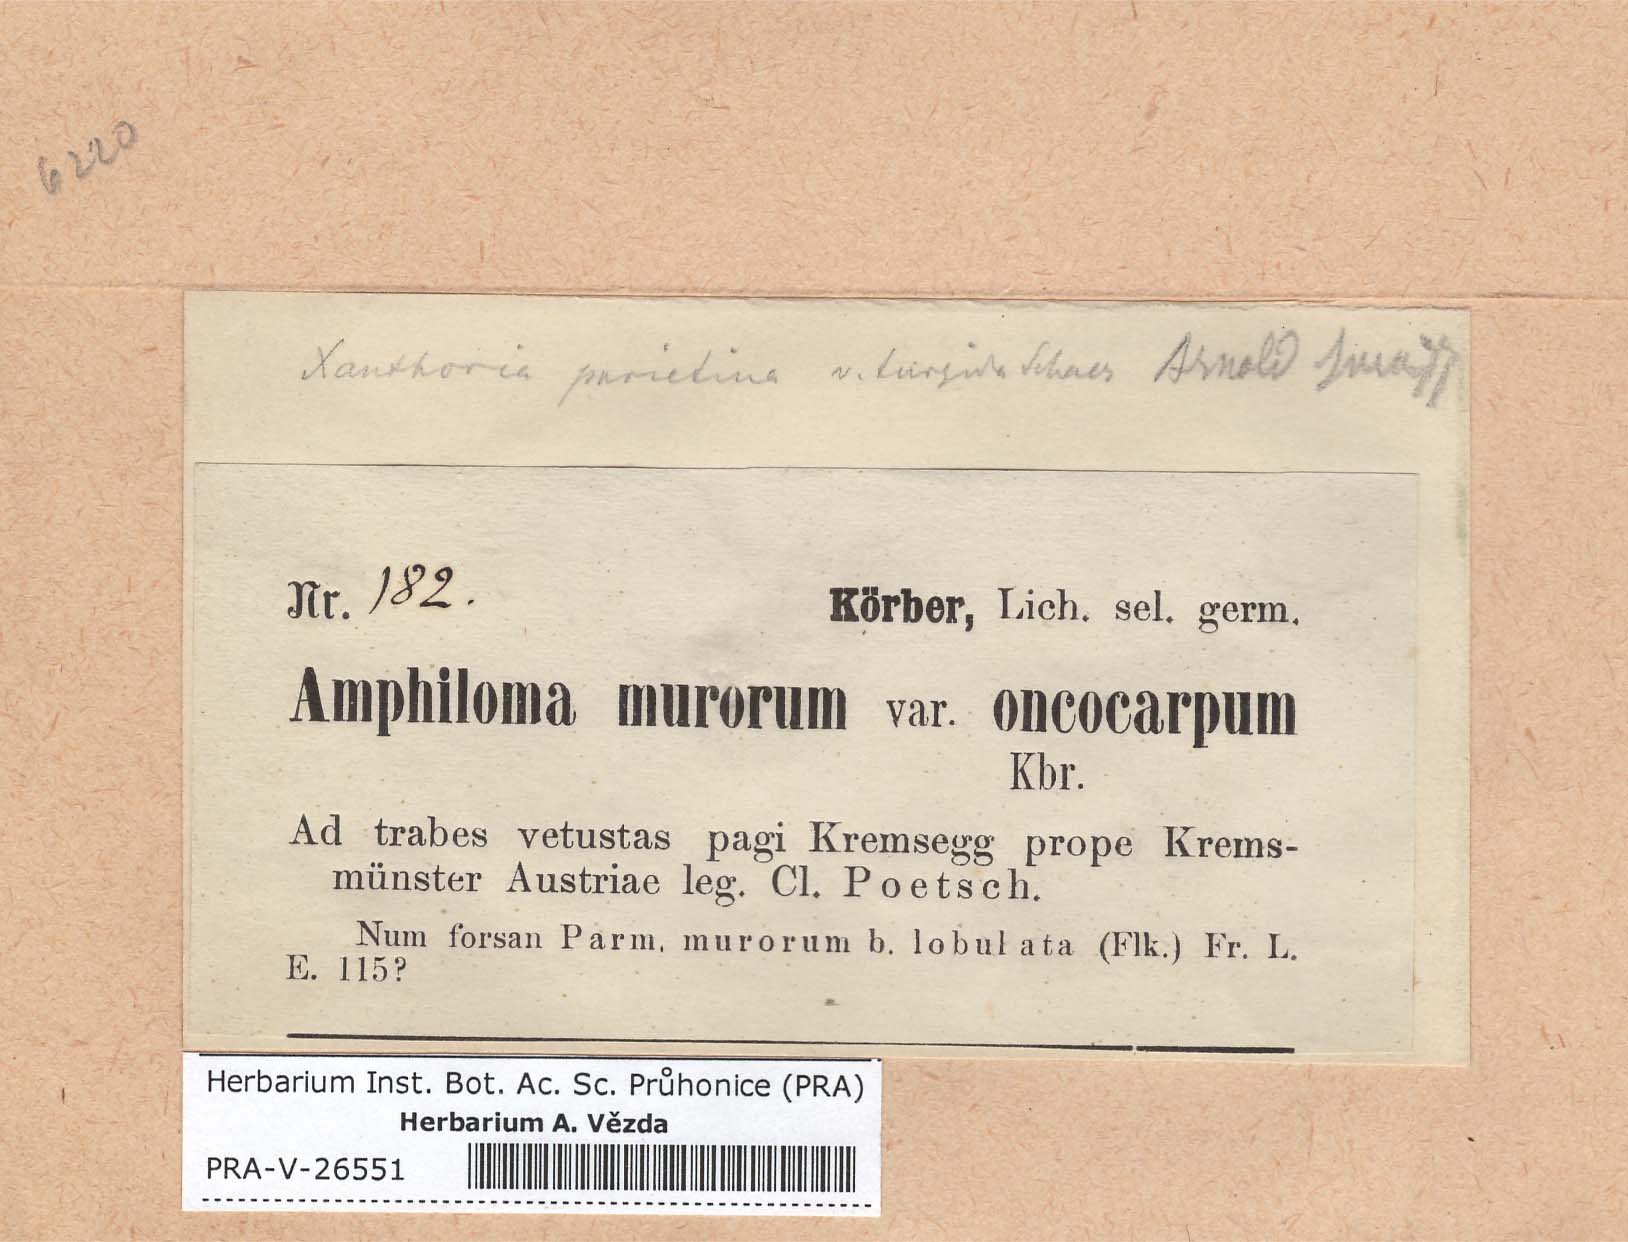 6220
Xanthoria parietina v. turgida Schaer Arnold Jura
Nr. 182. Körber, Lich. sel. germ.
Amphiloma murorum var. oncocarpum
Kbr.
Ad trabes vetustas pagi Kremsegg prope Krems-
münster Austriae leg. Cl. Poetsch.
Num forsan Parm. murorum b. lobulata (Flk.) Fr. L.
E. 115?
Herbarium Inst. Bot. Ac. Sc. Průhonice (PRA)
Herbarium A. Vězda
PRA-V-26551